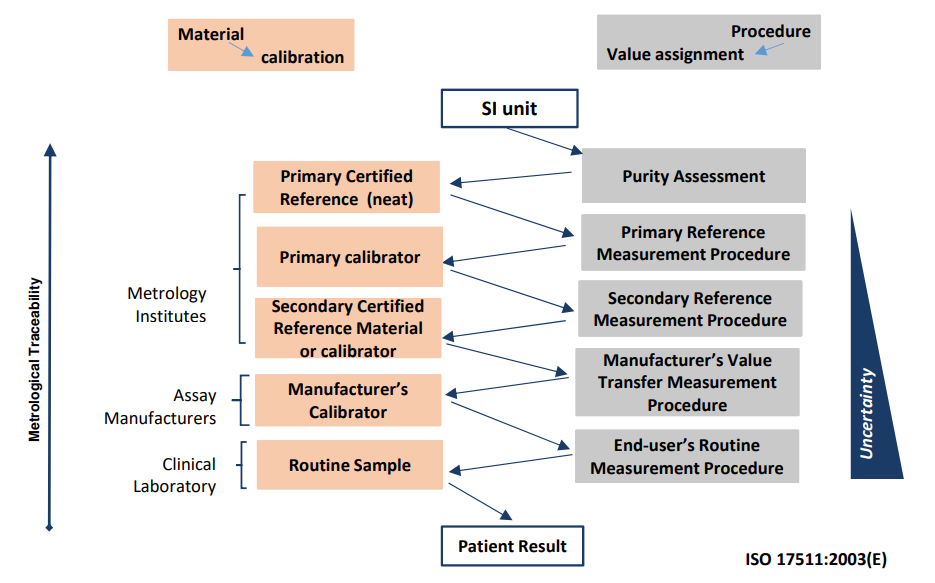 Material
calibration
Procedure
Value assignment
SI unit
Primary Certified
Reference (neat)
Purity Assessment
Primary Reference
Measurement Procedure
Primary calibrator
Secondary Reference
Measurement Procedure
Metrology
Institutes
Secondary Certified
Reference Material
or calibrator
Manufacturer's Value
Transfer Measurement
Procedure
Assay
Manufacturers
Manufacturer's
Calibrator
End-user's Routine
Measurement Procedure
Clinical
Laboratory
Routine Sample
Patient Result
Metrological Traceability
Uncertainty
ISO 17511:2003(E)